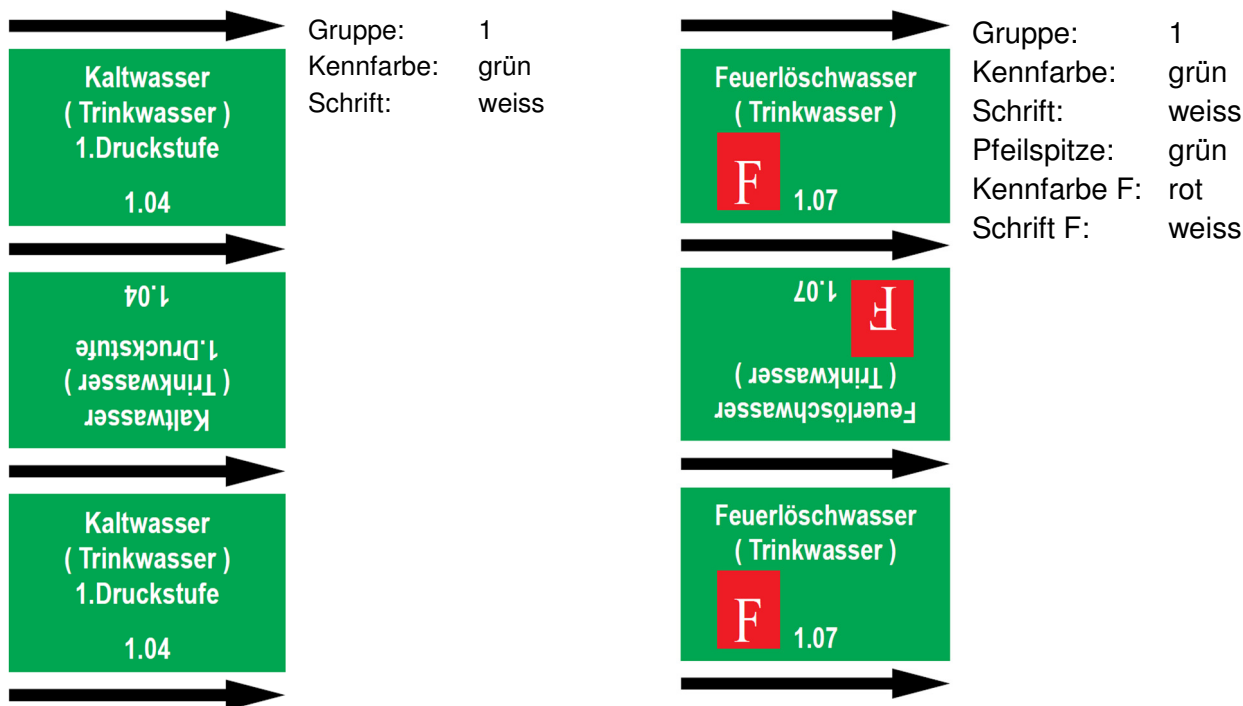 Kaltwasser
( Trinkwasser )
1.Druckstufe
1.04
1.04
1.Druckstufe
( Trinkwasser )
Kaltwasser
Kaltwasser
( Trinkwasser )
1.Druckstufe
1.04
Gruppe: 1
Kennfarbe: grün
Schrift: weiss
Feuerlöschwasser
( Trinkwasser )
F 1.07
1.07 F
( Trinkwasser )
Feuerlöschwasser
Feuerlöschwasser
( Trinkwasser )
F 1.07
Gruppe: 1
Kennfarbe: grün
Schrift: weiss
Pfeilspitze: grün
Kennfarbe F: rot
Schrift F: weiss